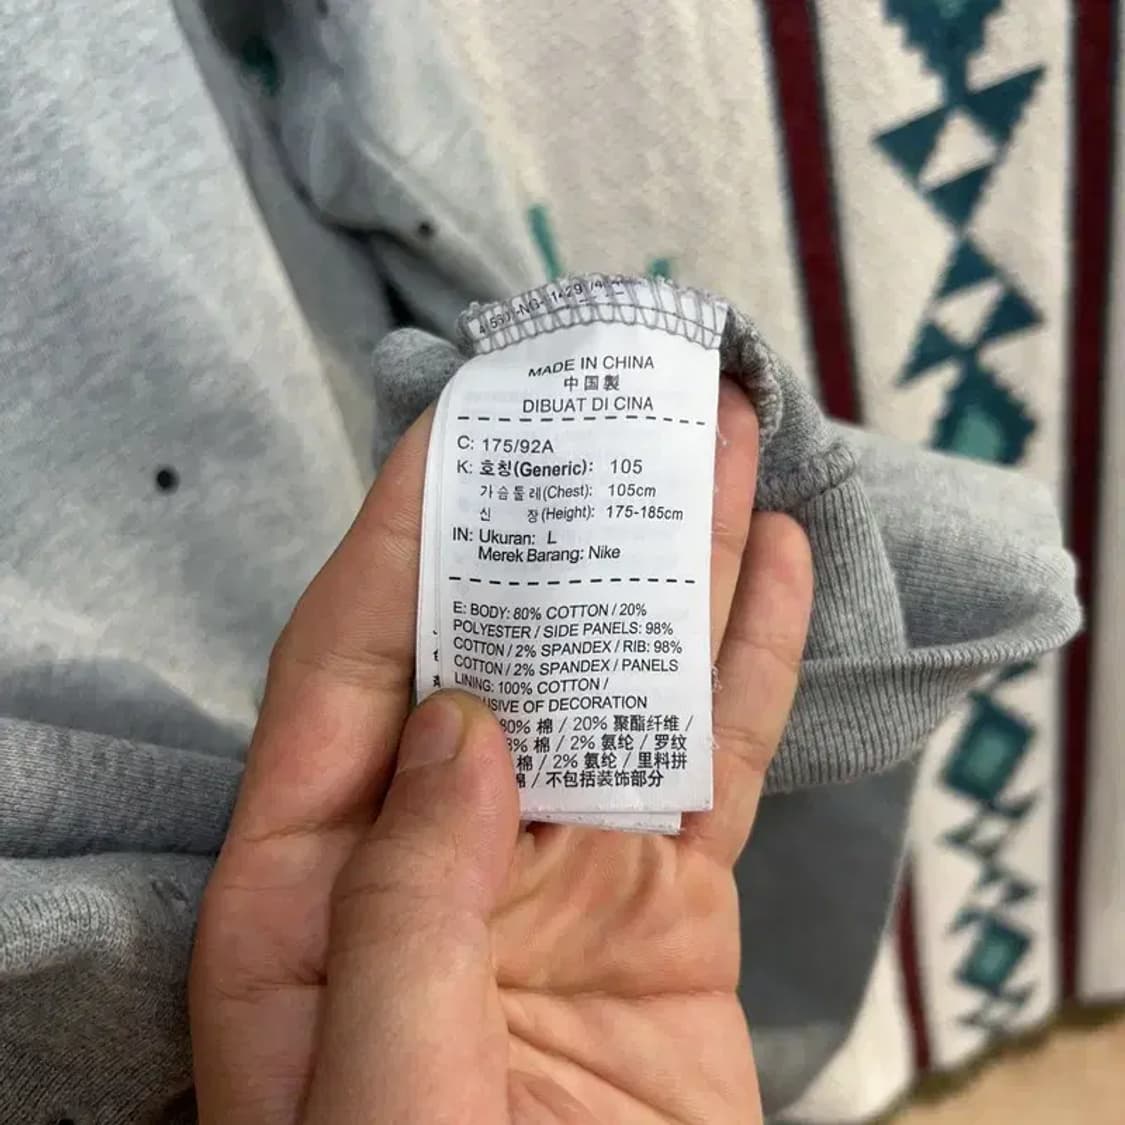 MADE IN CHINA
中国製
DIBUAT DI CINA
C: 175/92A
K: 호칭(Generic): 105
가슴둘레(Chest): 105cm
신 장(Height): 175-185cm
IN: Ukuran: L
Merek Barang: Nike
E: BODY: 80% COTTON / 20%
POLYESTER / SIDE PANELS: 98%
COTTON / 2% SPANDEX / RIB: 98%
COTTON / 2% SPANDEX / PANELS
LINING: 100% COTTON /
OF DECORATION
棉 / 20% 聚酯纤维 /
棉 / 2% 氨纶 / 罗纹
棉 / 2% 氨纶 / 里料拼
棉 / 不包括装饰部分